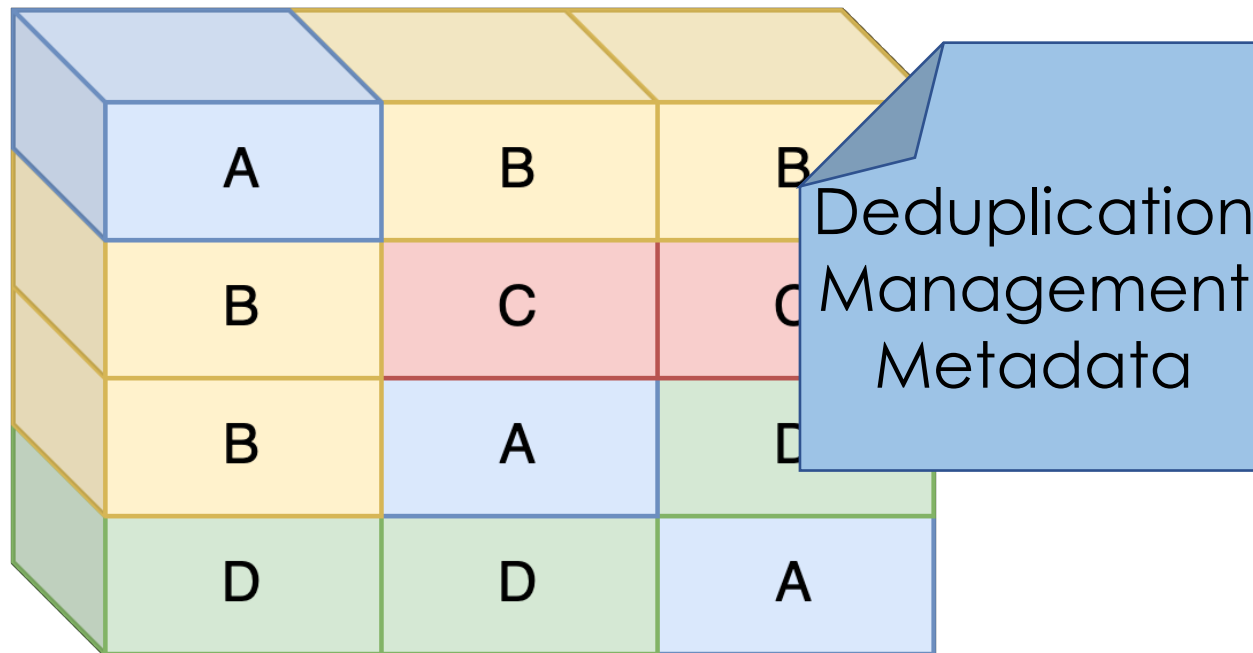 A B B
Deduplication
Management
B C C
Metadata
B A D
D D A